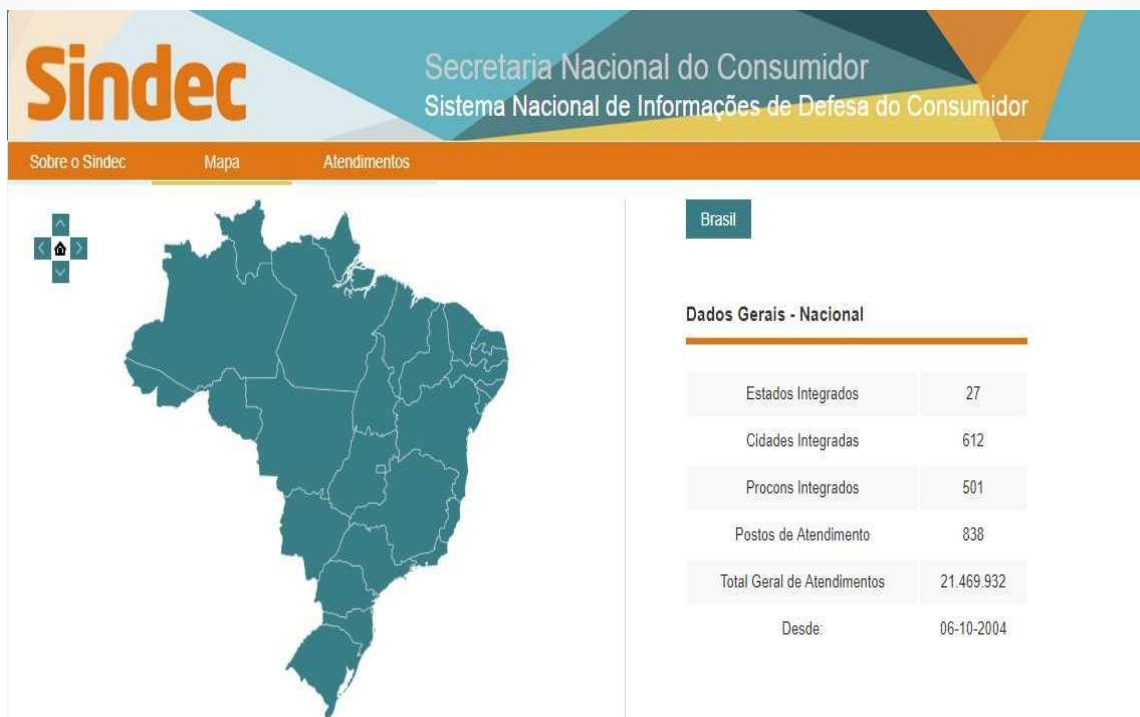 Sindec
Secretaria Nacional do Consumidor
Sistema Nacional de Informações de Defesa do Consumidor
Sobre o Sindec Mapa Atendimentos
Brasil
Dados Gerais - Nacional
Estados Integrados 27
Cidades Integradas 612
Procons Integrados 501
Postos de Atendimento 838
Total Geral de Atendimentos 21.469.932
Desde: 06-10-2004